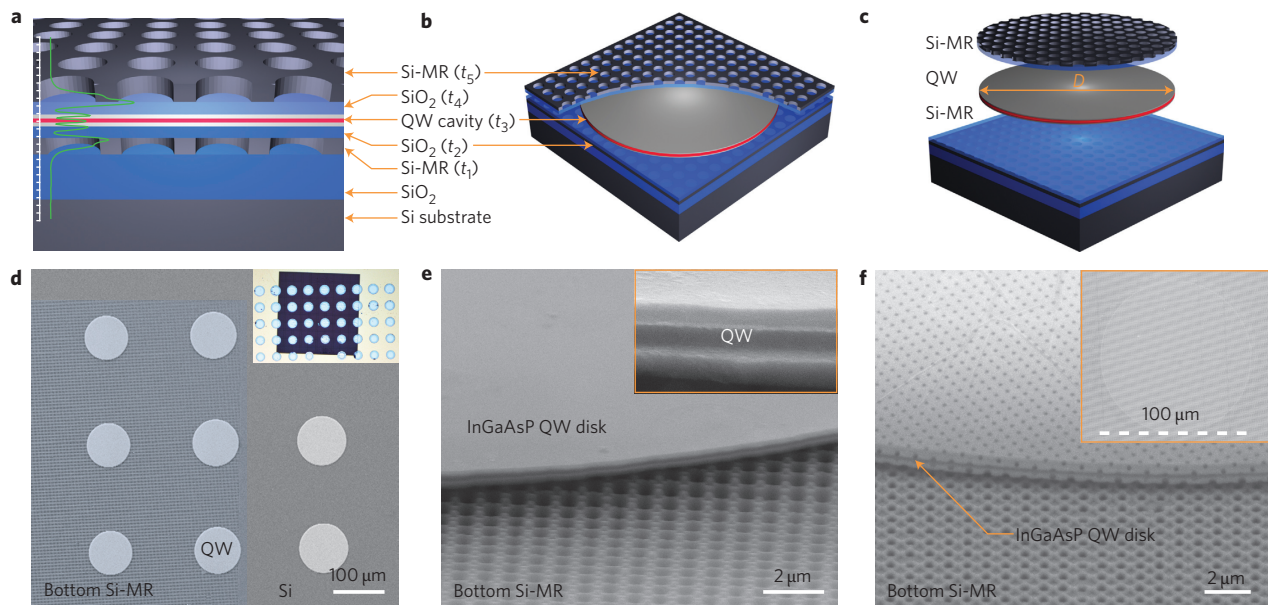 a
Si-MR (t₅)
SiO₂ (t₄)
QW cavity (t₃)
SiO₂ (t₂)
Si-MR (t₁)
SiO₂
Si substrate
b
c
Si-MR
QW
D
Si-MR
d
QW
Bottom Si-MR
Si
100 µm
e
QW
InGaAsP QW disk
Bottom Si-MR
2 µm
f
100 µm
InGaAsP QW disk
Bottom Si-MR
2 µm